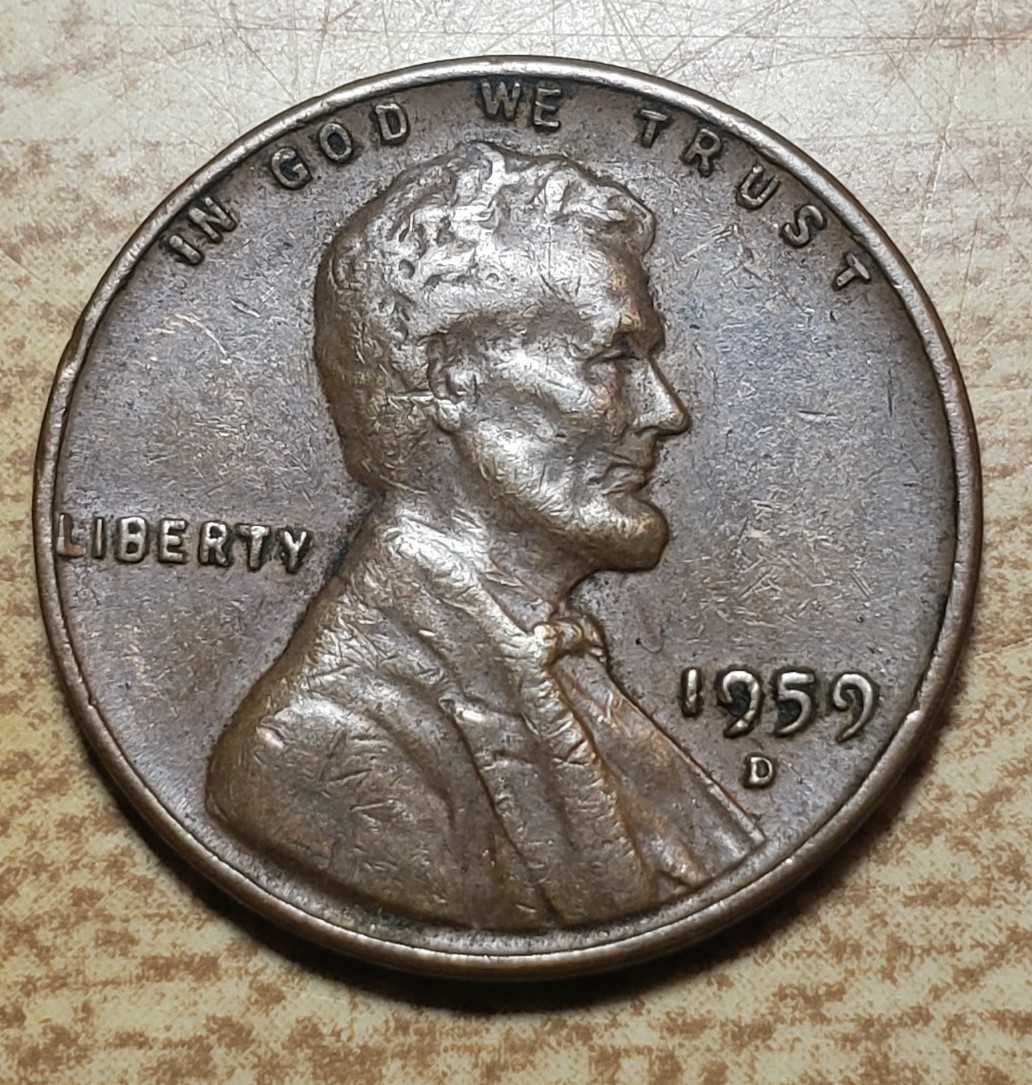 IN GOD WE TRUST
LIBERTY
1959
D